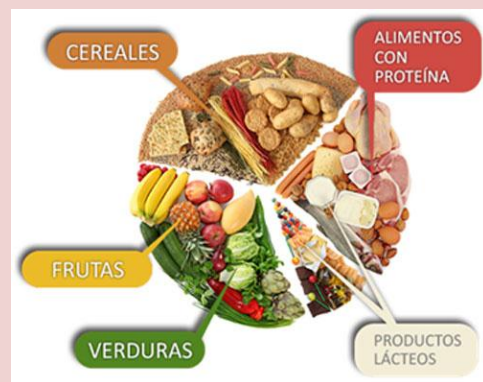 CEREALES
ALIMENTOS
CON
PROTEÍNA
FRUTAS
VERDURAS
PRODUCTOS
LÁCTEOS